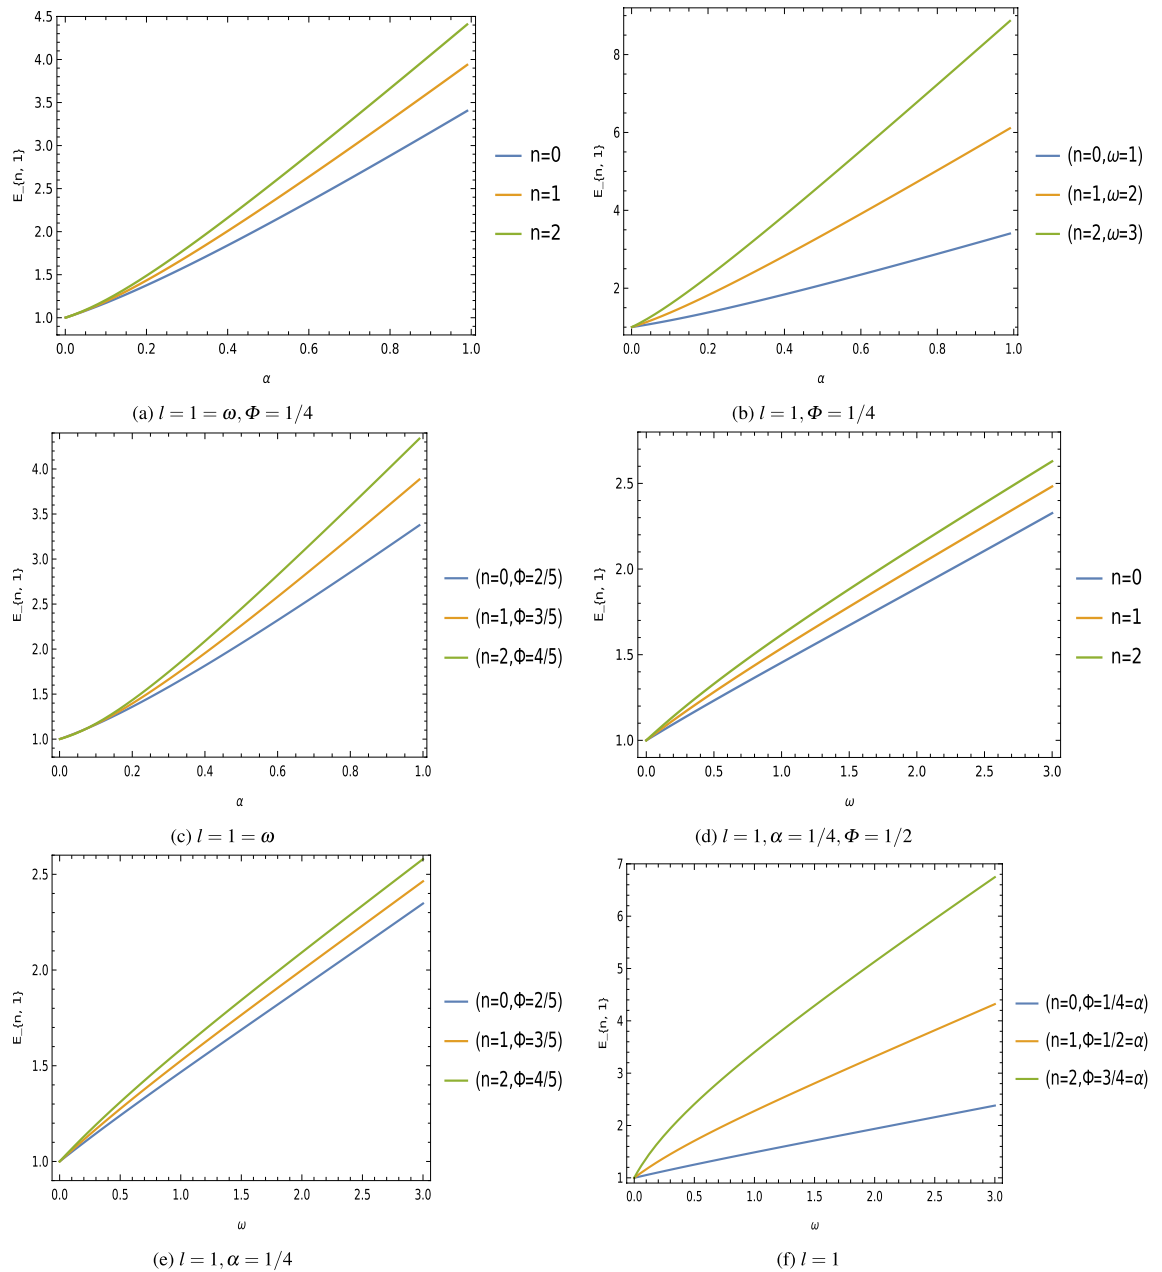 4.5
4.0
3.5
3.0
2.5
2.0
1.5
1.0
E_{n, 1}
0.0 0.2 0.4 0.6 0.8 1.0
α
n=0
n=1
n=2
(a) l = 1 = ω, Φ = 1/4
8
6
4
2
E_{n, 1}
0.0 0.2 0.4 0.6 0.8 1.0
α
(n=0,ω=1)
(n=1,ω=2)
(n=2,ω=3)
(b) l = 1, Φ = 1/4
4.0
3.5
3.0
2.5
2.0
1.5
1.0
E_{n, 1}
0.0 0.2 0.4 0.6 0.8 1.0
α
(n=0,Φ=2/5)
(n=1,Φ=3/5)
(n=2,Φ=4/5)
(c) l = 1 = ω
2.5
2.0
1.5
1.0
E_{n, 1}
0.0 0.5 1.0 1.5 2.0 2.5 3.0
ω
n=0
n=1
n=2
(d) l = 1, α = 1/4, Φ = 1/2
2.5
2.0
1.5
1.0
E_{n, 1}
0.0 0.5 1.0 1.5 2.0 2.5 3.0
ω
(n=0,Φ=2/5)
(n=1,Φ=3/5)
(n=2,Φ=4/5)
(e) l = 1, α = 1/4
7
6
5
4
3
2
1
E_{n, 1}
0.0 0.5 1.0 1.5 2.0 2.5 3.0
ω
(n=0,Φ=1/4=α)
(n=1,Φ=1/2=α)
(n=2,Φ=3/4=α)
(f) l = 1